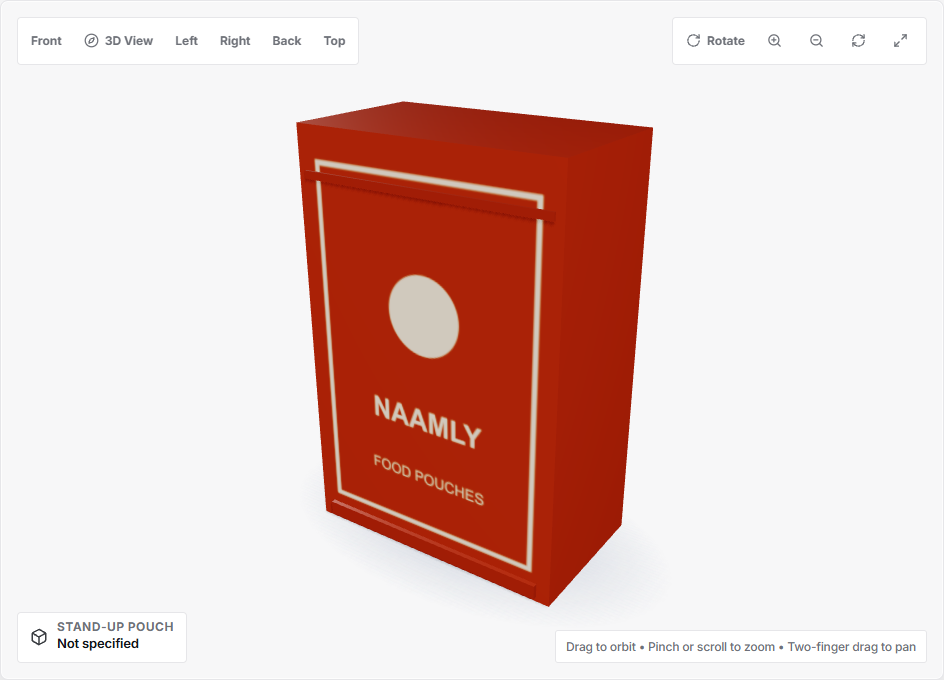 Front 3D View Left Right Back Top
Rotate
NAAMLY
FOOD POUCHES
STAND-UP POUCH
Not specified
Drag to orbit • Pinch or scroll to zoom • Two-finger drag to pan